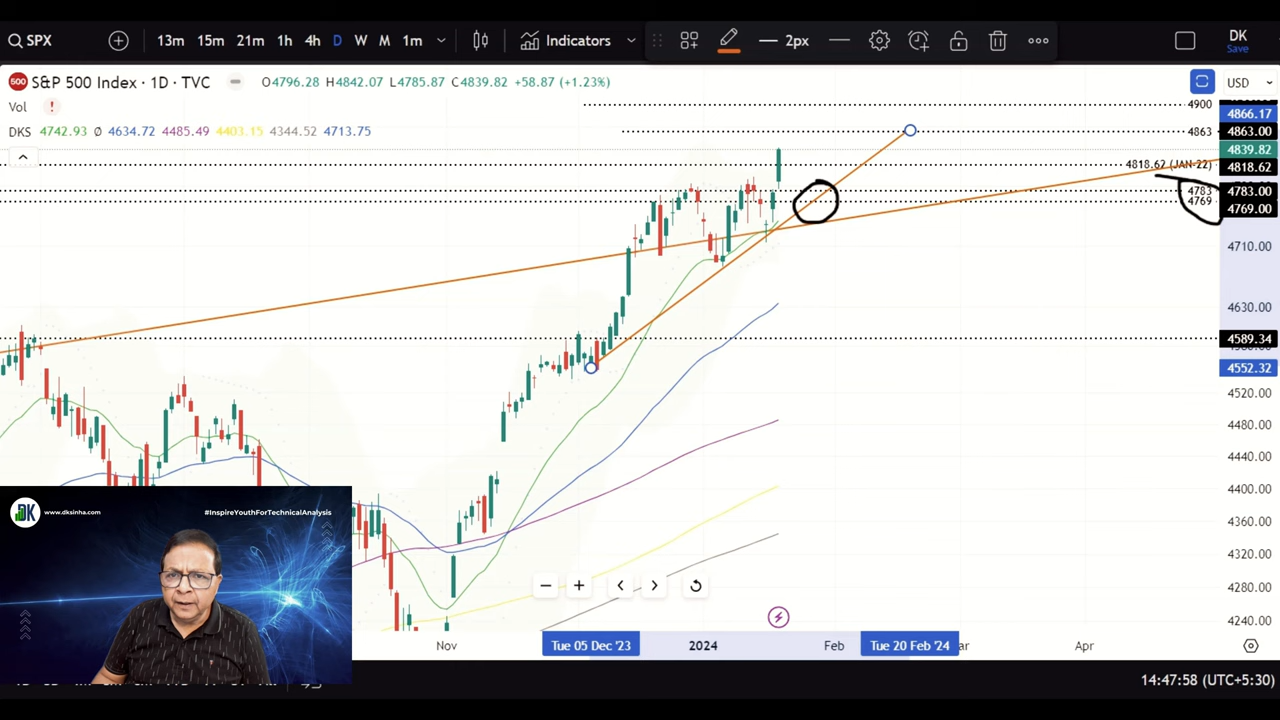 SPX 13m 15m 21m 1h 4h D W M 1m Indicators 2px DK
Save
S&P 500 Index · 1D · TVC O4796.28 H4842.07 L4785.87 C4839.82 +58.87 (+1.23%) USD
Vol !
DKS 4742.93 Ø 4634.72 4485.49 4403.15 4344.52 4713.75
4900
4866.17
4863 4863.00
4839.82
4818.62 (JAN-22) 4818.62
4783 4783.00
4769 4769.00
4710.00
4630.00
4589.34
4552.32
4520.00
4480.00
4440.00
4400.00
4360.00
4320.00
4280.00
4240.00
DK www.dksinha.com #InspireYouthForTechnicalAnalysis
Nov Tue 05 Dec '23 2024 Feb Tue 20 Feb '24 ar Apr
14:47:58 (UTC+5:30)